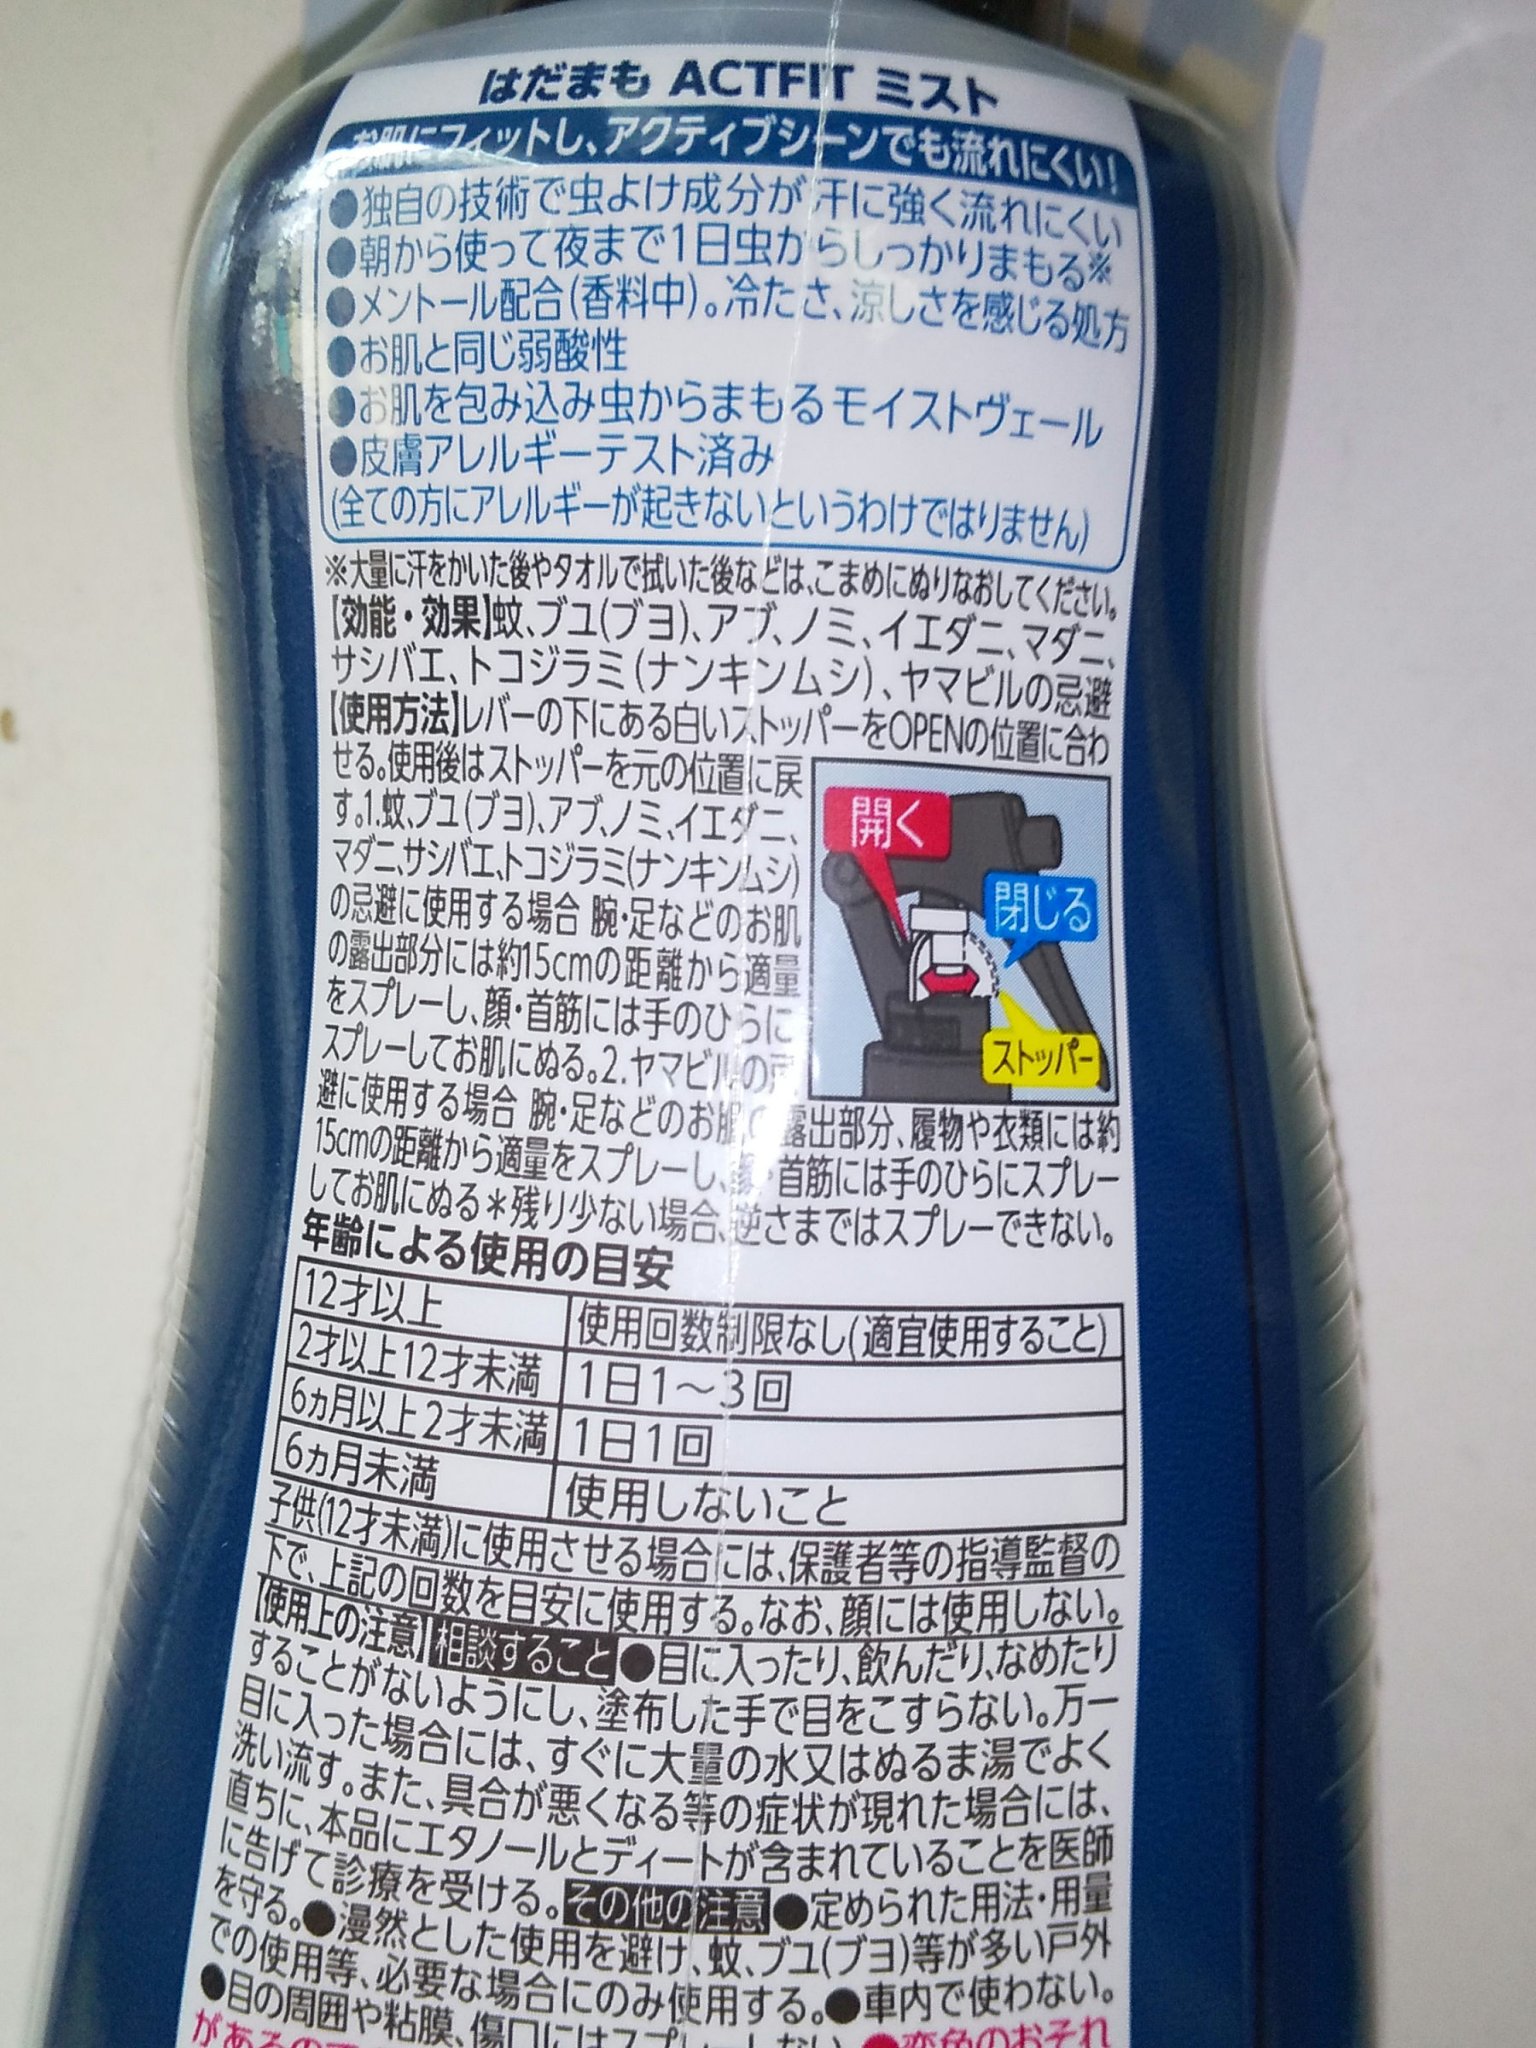 はだまも ACTFIT ミスト
お肌にフィットし、アクティブシーンでも流れにくい!
●独自の技術で虫よけ成分が汗に強く流れにくい
●朝から使って夜まで1日虫からしっかりまもる※
●メントール配合(香料中)。冷たさ、涼しさを感じる処方
●お肌と同じ弱酸性
●お肌を包み込み虫からまもるモイストヴェール
●皮膚アレルギーテスト済み
(全ての方にアレルギーが起きないというわけではりません)
※大量に汗をかいた後やタオルで拭いた後などは、こまめにぬりなおしてください。
【効能・効果】蚊、ブユ(ブヨ)、アブ、ノミ、イエダニ、マダニ、
サシバエ、トコジラミ(ナンキンムシ)、ヤマビルの忌避
【使用方法】レバーの下にある白いストッパーをOPENの位置に合わ
せる。使用後はストッパーを元の位置に戻
す。1.蚊、ブユ(ブヨ)、アブ、ノミ、イエダニ、
マダニ、サシバエ、トコジラミ(ナンキンムシ)
の忌避に使用する場合 腕・足などのお肌
の露出部分には約15cmの距離から適量
をスプレーし、顔・首筋には手のひらに
スプレーしてお肌にぬる。2.ヤマビルの忌
開く
閉じる
ストッパー
避に使用する場合 腕・足などのお肌の露出部分、履物や衣類には約
15cmの距離から適量をスプレーし、顔・首筋には手のひらにスプレー
してお肌にぬる＊残り少ない場合、逆さまではスプレーできない。
年齢による使用の目安
12才以上 使用回数制限なし(適宜使用すること)
2才以上12才未満 1日1～3回
6ヵ月以上2才未満 1日1回
6ヵ月未満 使用しないこと
子供(12才未満)に使用させる場合には、保護者等の指導監督の
下で、上記の回数を目安に使用する。なお、顔には使用しない。
【使用上の注意】相談すること●目に入ったり、飲んだり、なめたり
することがないようにし、塗布した手で目をこすらない。万一
目に入った場合には、すぐに大量の水又はぬるま湯でよく
洗い流す。また、具合が悪くなる等の症状が現れた場合には、
直ちに、本品にエタノールとディートが含まれていることを医師
に告げて診療を受ける。その他の注意●定められた用法・用量
を守る。●漫然とした使用を避け、蚊、ブユ(ブヨ)等が多い戸外
での使用等、必要な場合にのみ使用する。●車内で使わない。
●目の周囲や粘膜、傷口にはスプレーしない。●変色のおそれ
があるので